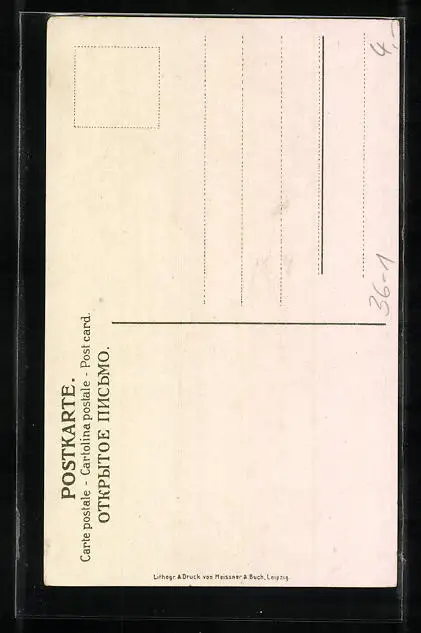 POSTKARTE.
Carte postale - Cartolina postale - Post card.
ОТКРЫТОЕ ПИСЬМО.
4,-
36-1
Lithogr. & Druck von Meissner & Buch, Leipzig.